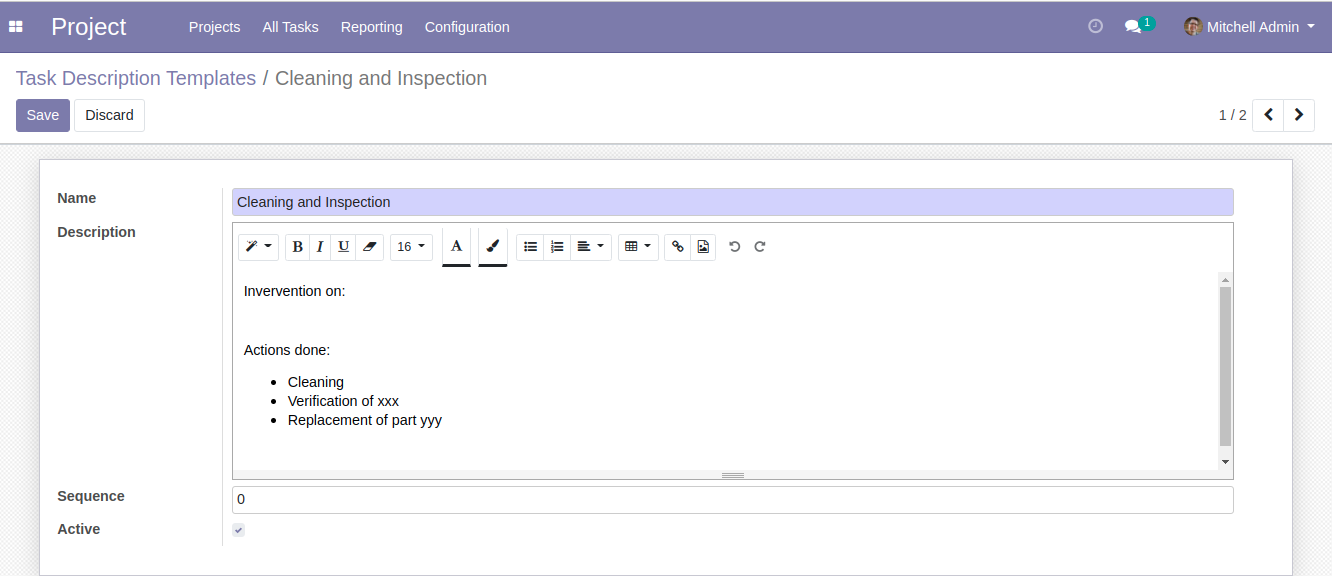 Project Projects All Tasks Reporting Configuration 1 Mitchell Admin
Task Description Templates / Cleaning and Inspection
Save Discard 1 / 2
Name Cleaning and Inspection
Description
B I U 16 A
Invervention on:
Actions done:
Cleaning
Verification of xxx
Replacement of part yyy
Sequence 0
Active